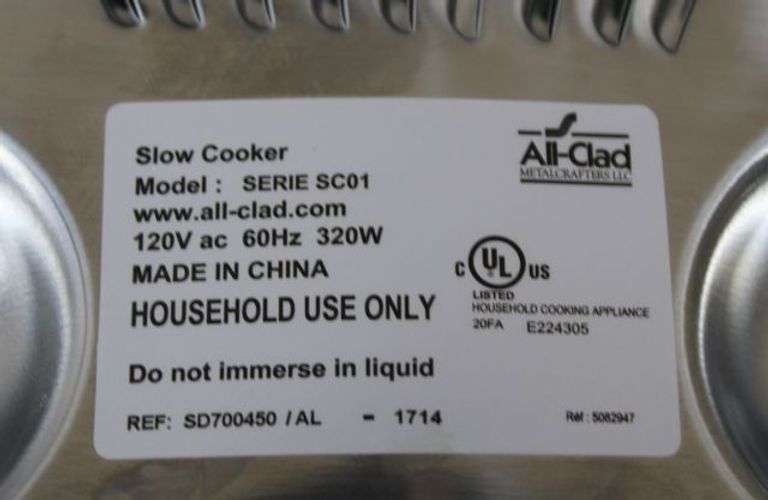 Slow Cooker
Model : SERIE SC01
www.all-clad.com
120V ac 60Hz 320W
MADE IN CHINA
HOUSEHOLD USE ONLY
Do not immerse in liquid
REF: SD700450 / AL - 1714
All-Clad
METALCRAFTERS LLC
C UL US
LISTED
HOUSEHOLD COOKING APPLIANCE
20FA E224305
Réf : 5082947